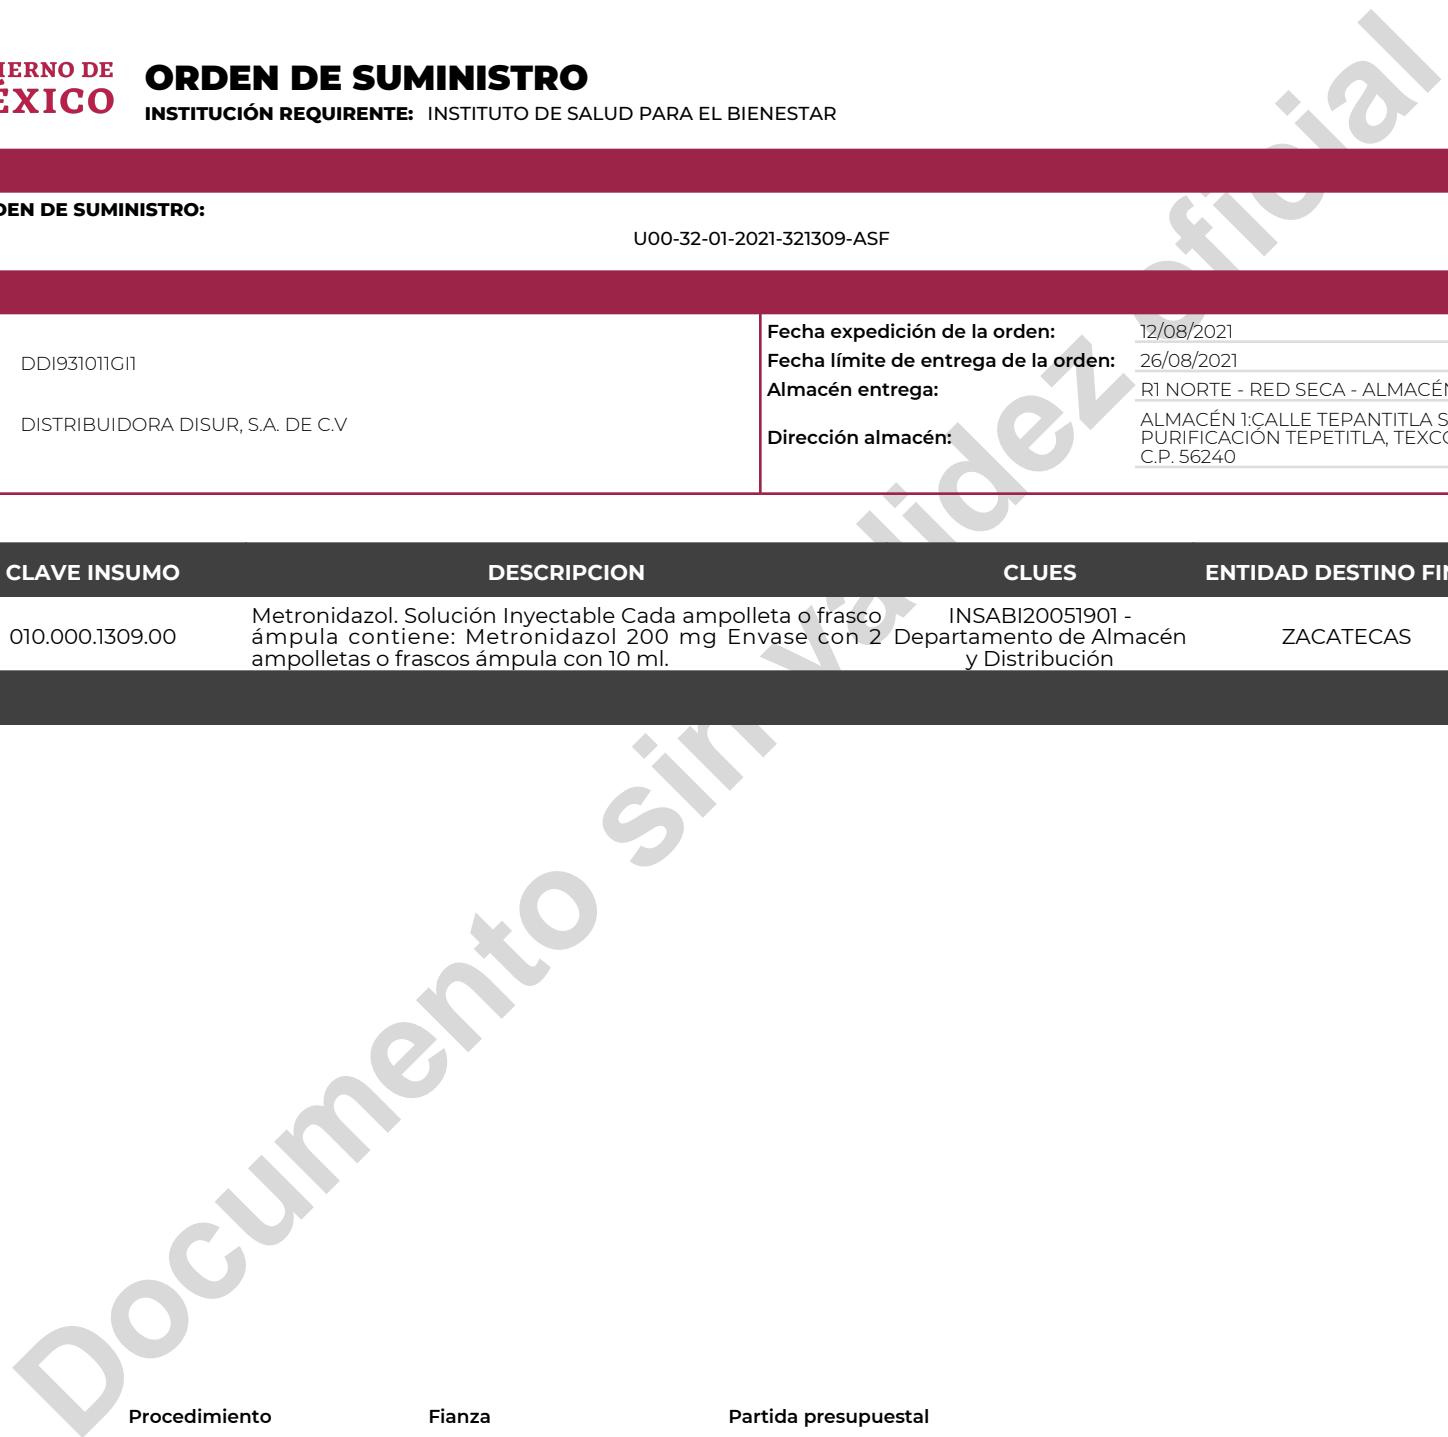 IERNO DE
ÉXICO
ORDEN DE SUMINISTRO
INSTITUCIÓN REQUIRENTE: INSTITUTO DE SALUD PARA EL BIENESTAR
DEN DE SUMINISTRO:
U00-32-01-2021-321309-ASF
DDI931011GI1
DISTRIBUIDORA DISUR, S.A. DE C.V
Fecha expedición de la orden: 12/08/2021
Fecha límite de entrega de la orden: 26/08/2021
Almacén entrega: R1 NORTE - RED SECA - ALMACÉN
Dirección almacén:
ALMACÉN 1:CALLE TEPANTITLA S
PURIFICACIÓN TEPETITLA, TEXCO
C.P. 56240
CLAVE INSUMO DESCRIPCION CLUES ENTIDAD DESTINO FIN
010.000.1309.00
Metronidazol. Solución Inyectable Cada ampolleta o frasco
ámpula contiene: Metronidazol 200 mg Envase con 2
ampolletas o frascos ámpula con 10 ml.
INSABI20051901 -
Departamento de Almacén
y Distribución
ZACATECAS
Documento sin validez oficial
Procedimiento Fianza Partida presupuestal